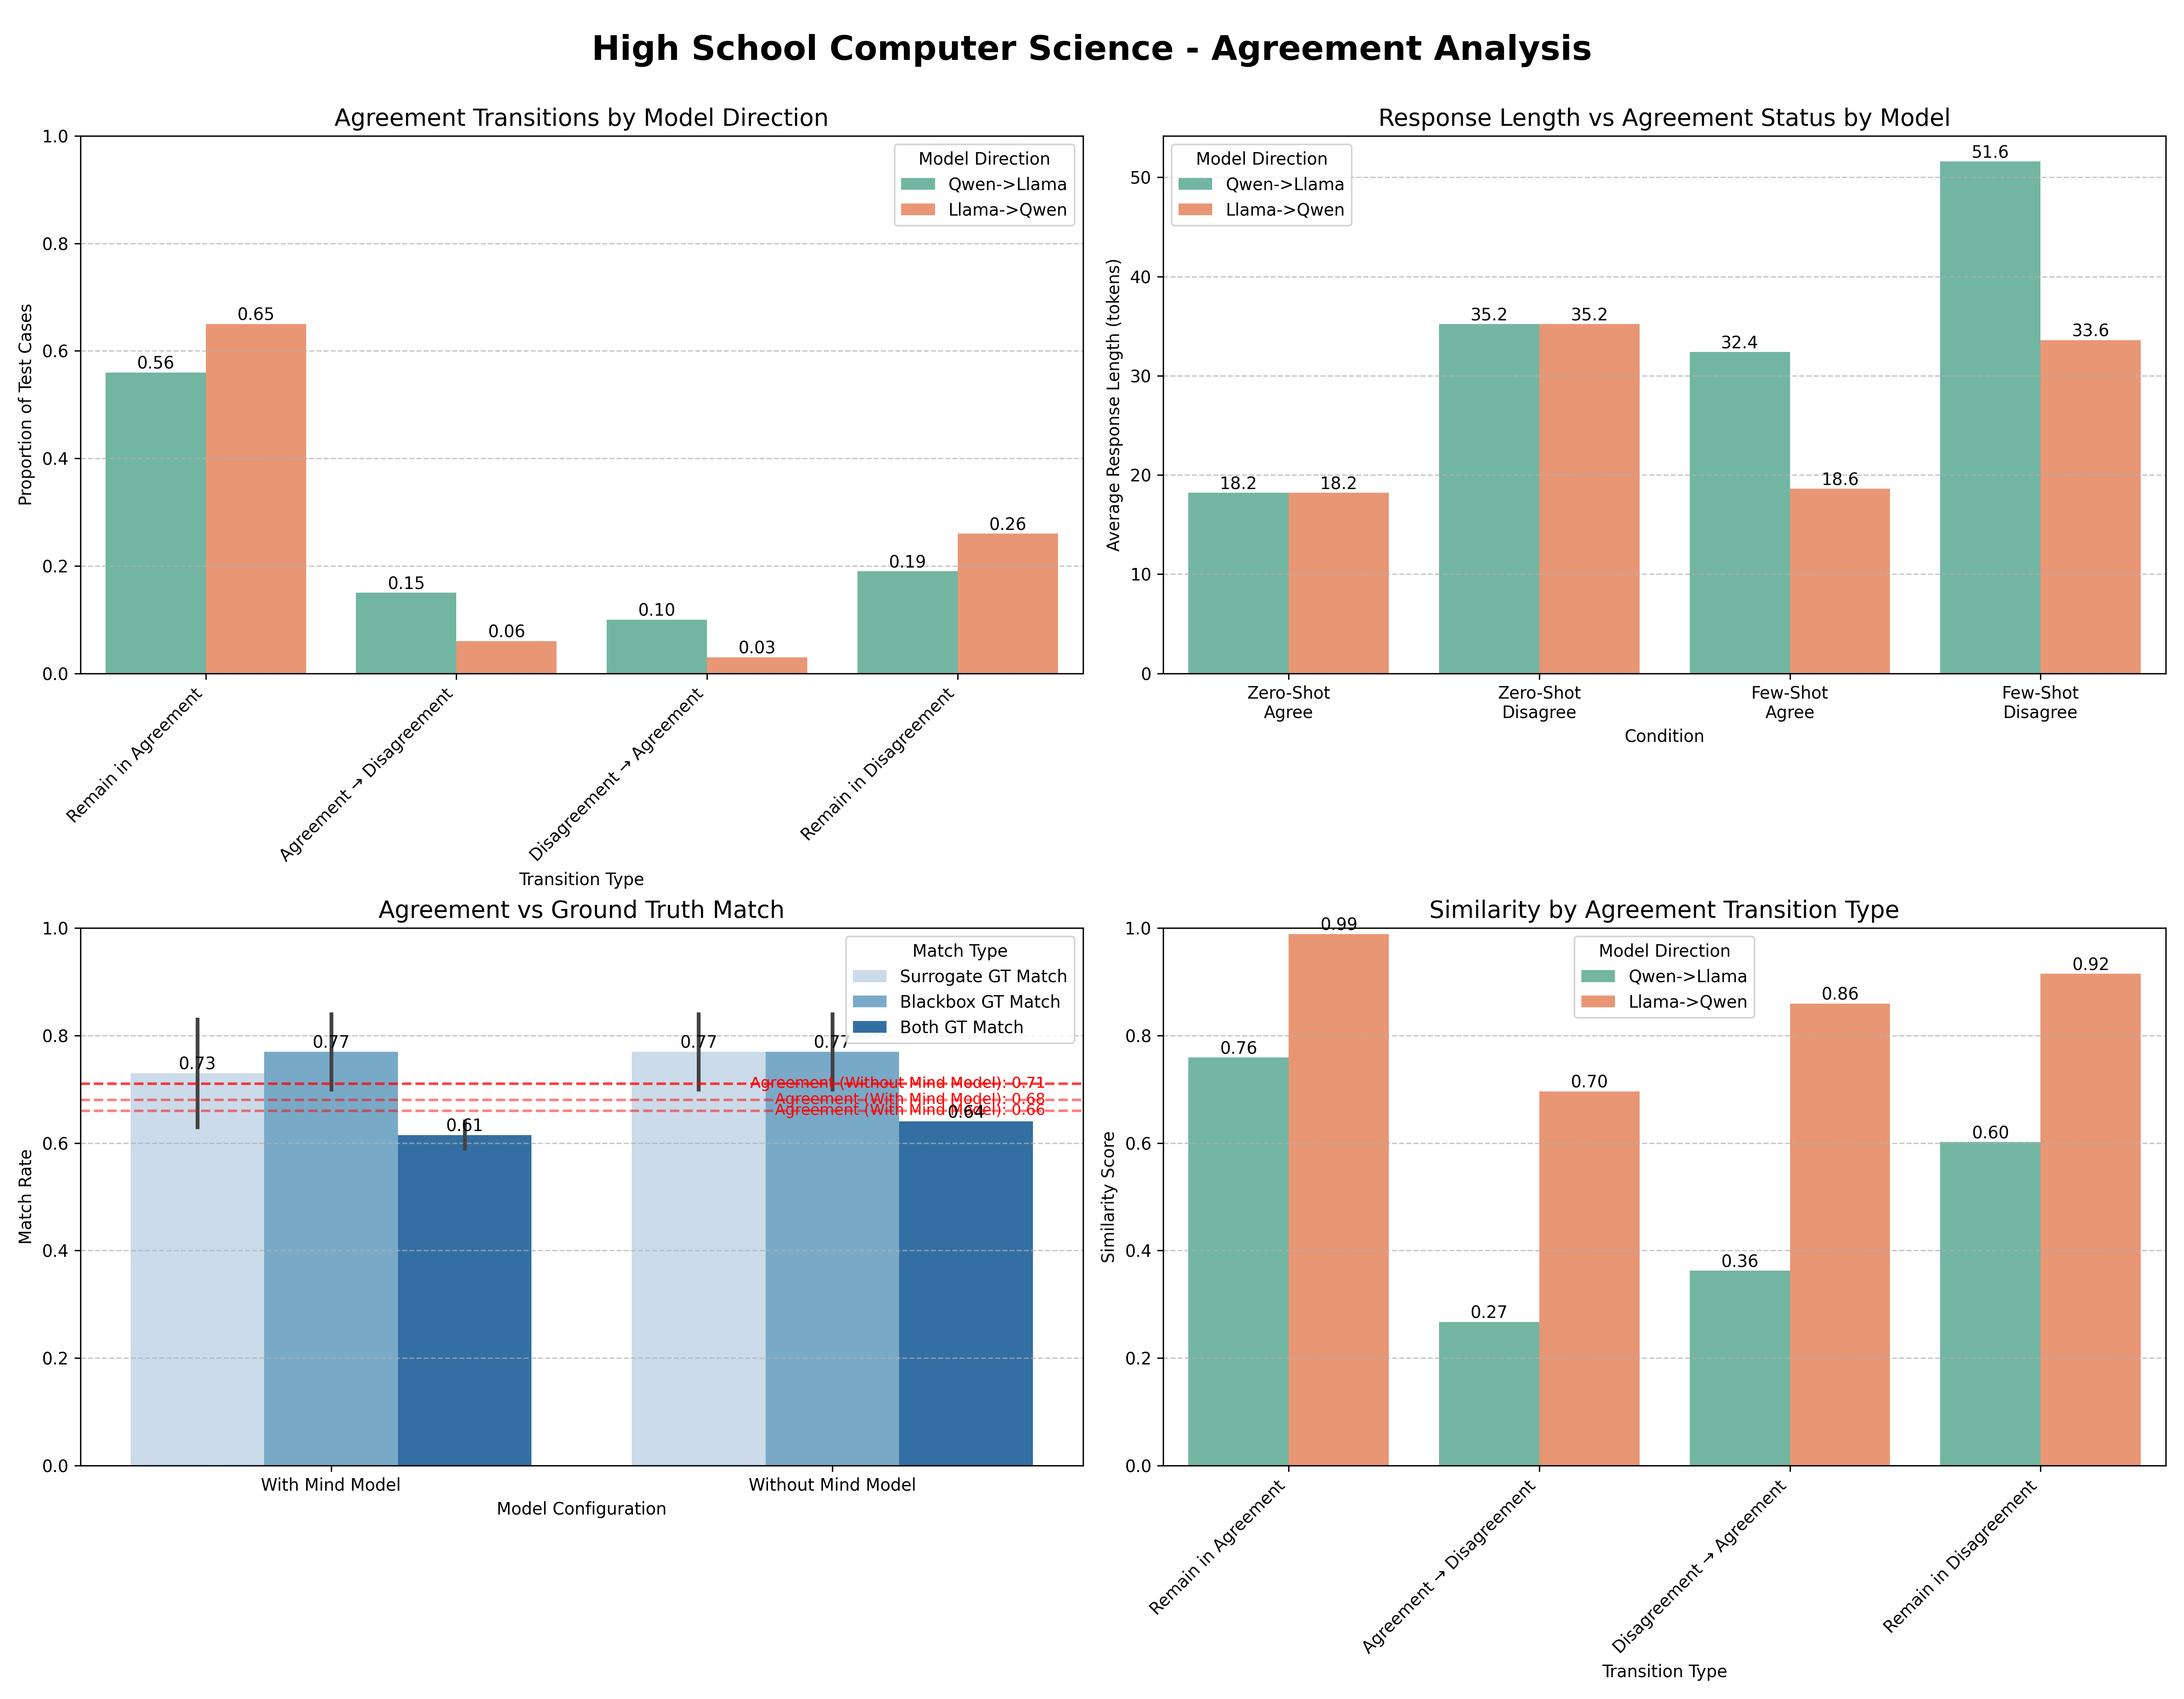 High School Computer Science - Agreement Analysis
Agreement Transitions by Model Direction
Proportion of Test Cases
1.0
0.8
0.6
0.4
0.2
0.0
Model Direction
Qwen->Llama
Llama->Qwen
0.56
0.65
0.15
0.06
0.10
0.03
0.19
0.26
Remain in Agreement
Agreement → Disagreement
Disagreement → Agreement
Remain in Disagreement
Transition Type
Response Length vs Agreement Status by Model
Average Response Length (tokens)
50
40
30
20
10
0
Model Direction
Qwen->Llama
Llama->Qwen
18.2
18.2
35.2
35.2
32.4
18.6
51.6
33.6
Zero-Shot
Agree
Zero-Shot
Disagree
Few-Shot
Agree
Few-Shot
Disagree
Condition
Agreement vs Ground Truth Match
Match Rate
1.0
0.8
0.6
0.4
0.2
0.0
Match Type
Surrogate GT Match
Blackbox GT Match
Both GT Match
0.73
0.77
0.61
0.77
0.77
0.64
Agreement (Without Mind Model): 0.71
Agreement (With Mind Model): 0.68
Agreement (With Mind Model): 0.66
With Mind Model
Without Mind Model
Model Configuration
Similarity by Agreement Transition Type
Similarity Score
1.0
0.8
0.6
0.4
0.2
0.0
Model Direction
Qwen->Llama
Llama->Qwen
0.76
0.99
0.27
0.70
0.36
0.86
0.60
0.92
Remain in Agreement
Agreement → Disagreement
Disagreement → Agreement
Remain in Disagreement
Transition Type